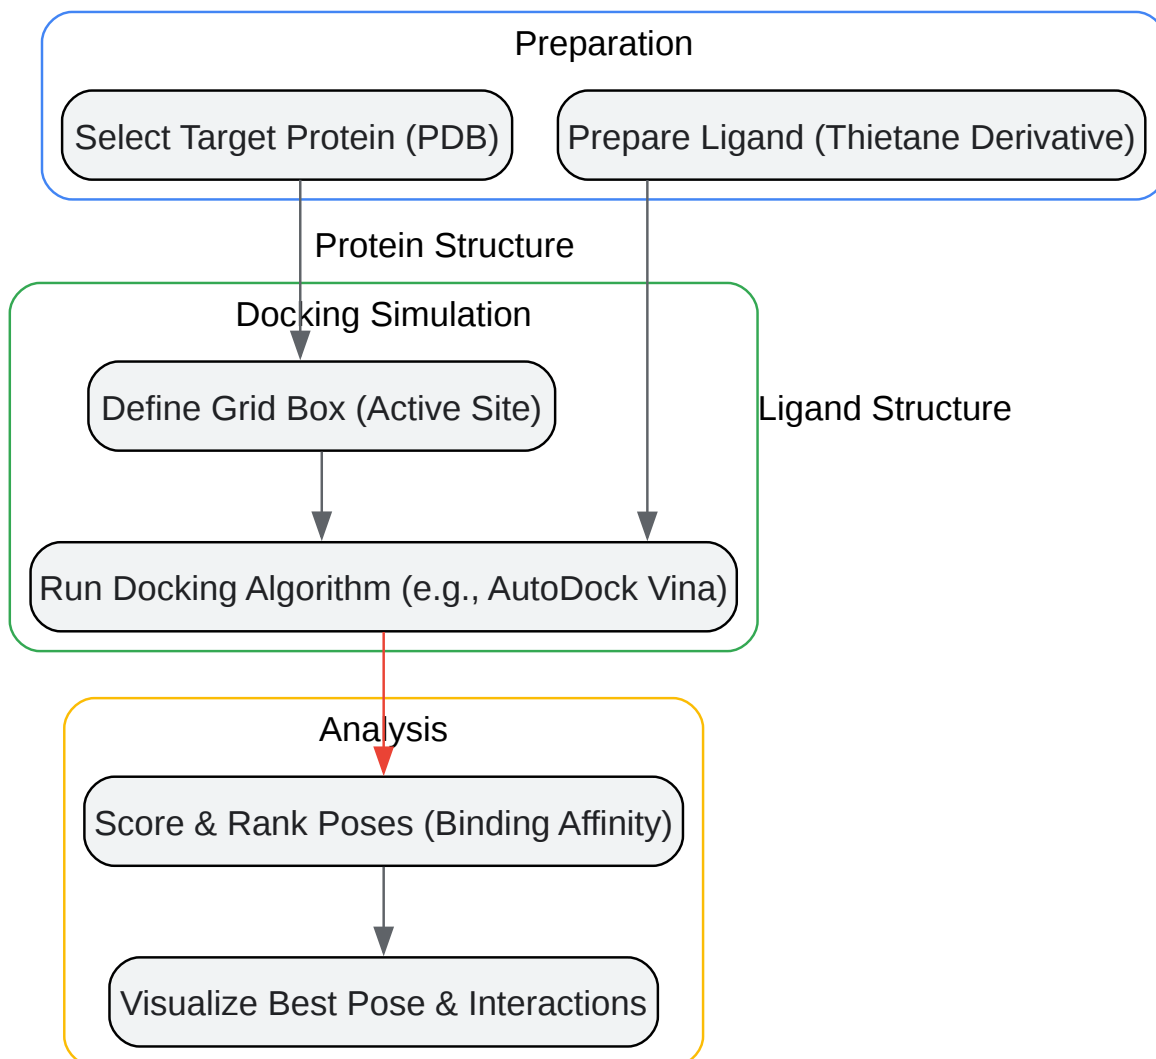 Preparation
Select Target Protein (PDB)
Prepare Ligand (Thietane Derivative)
Protein Structure
Docking Simulation
Define Grid Box (Active Site)
Ligand Structure
Run Docking Algorithm (e.g., AutoDock Vina)
Analysis
Score & Rank Poses (Binding Affinity)
Visualize Best Pose & Interactions